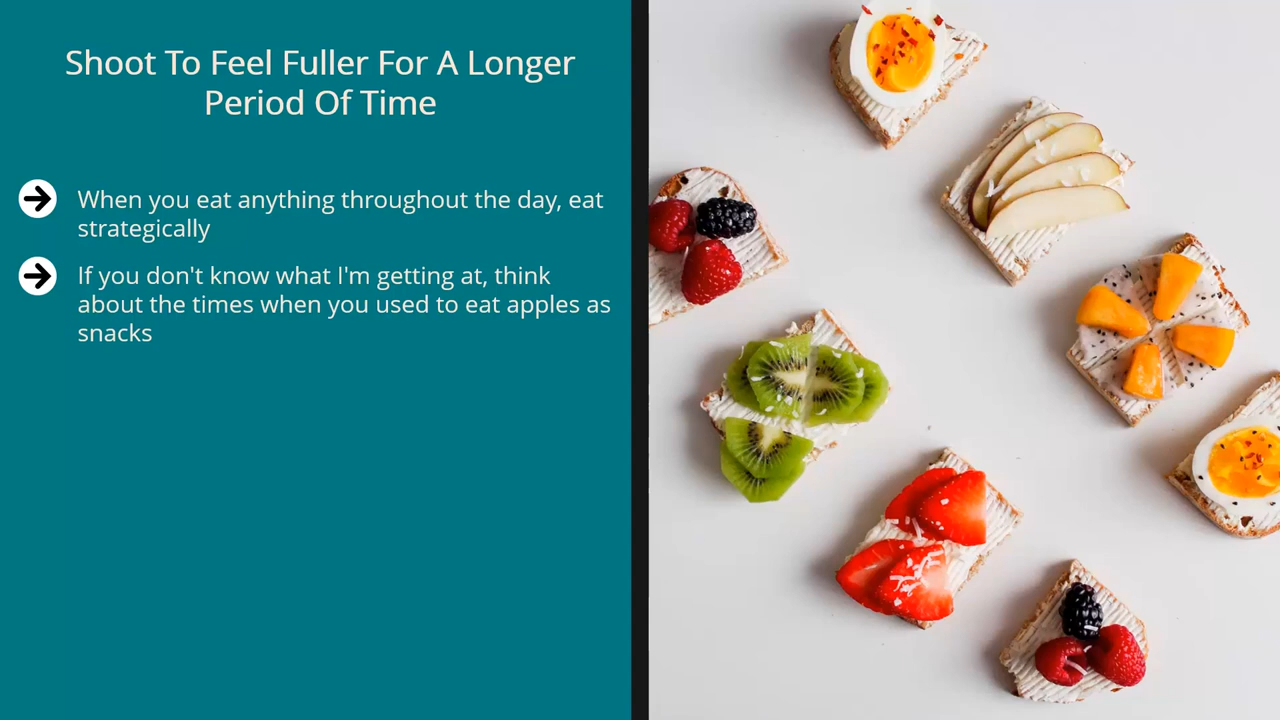 Shoot To Feel Fuller For A Longer
Period Of Time
When you eat anything throughout the day, eat
strategically
If you don't know what I'm getting at, think
about the times when you used to eat apples as
snacks